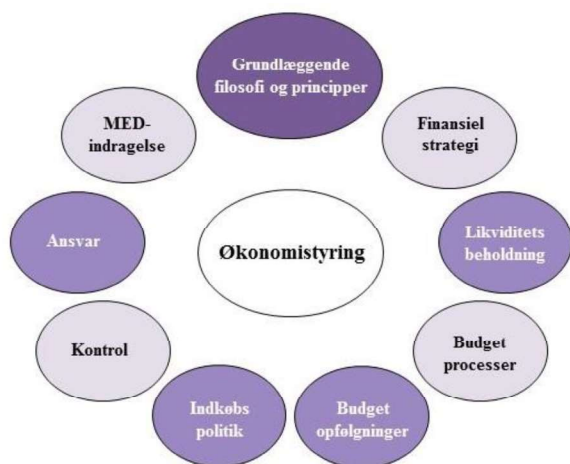 Grundlæggende
filosofi og principper
MED-
indragelse
Finansiel
strategi
Ansvar
Økonomistyring
Likviditets
beholdning
Kontrol
Budget
processer
Indkøbs
politik
Budget
opfølgninger